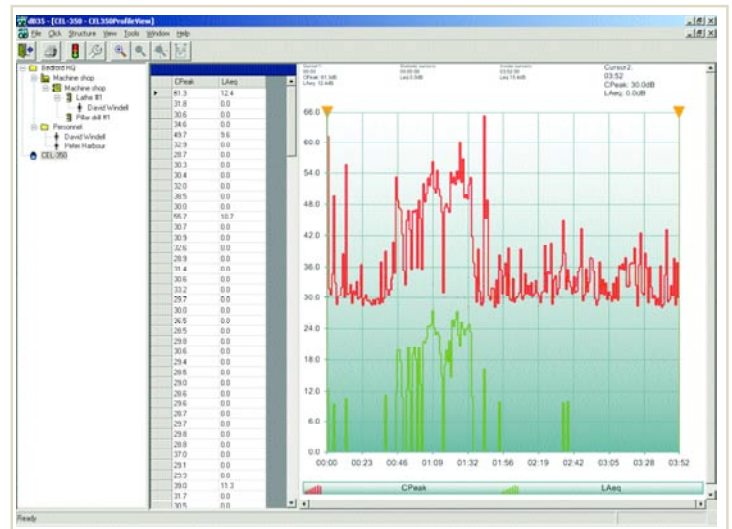 dB35 - [CEL-350 - CEL350ProfileView]
File Click Structure View Tools Window Help
Bedford HQ
Machine shop
Machine shop
Lathe #1
David Windell
Pillar drill #1
Personnel
David Windell
Peter Harbour
CEL-350
CPeak LAeq
61.3 12.4
31.8 0.0
30.6 0.0
34.6 0.0
49.7 9.6
32.9 0.0
28.7 0.0
30.3 0.0
30.4 0.0
32.0 0.0
38.5 0.0
30.0 0.0
55.7 10.7
30.7 0.0
30.9 0.0
32.6 0.0
28.9 0.0
31.4 0.0
30.6 0.0
33.2 0.0
29.7 0.0
30.0 0.0
0.0
28.5 0.0
29.8 0.0
30.6 0.0
29.4 0.0
28.6 0.0
29.0 0.0
28.6 0.0
29.6 0.0
28.7 0.0
29.7 0.0
29.8 0.0
28.8 0.0
37.0 0.0
29.1 0.0
0.0
39.0 11.3
31.7 0.0
30.5 0.0
Cursor2:
03:52
CPeak: 30.0dB
LAeq: 0.0dB
66.0
60.0
54.0
48.0
42.0
36.0
30.0
24.0
18.0
12.0
6.0
0.0
00:00 00:23 00:46 01:09 01:32 01:56 02:19 02:42 03:05 03:28 03:52
CPeak LAeq
Ready